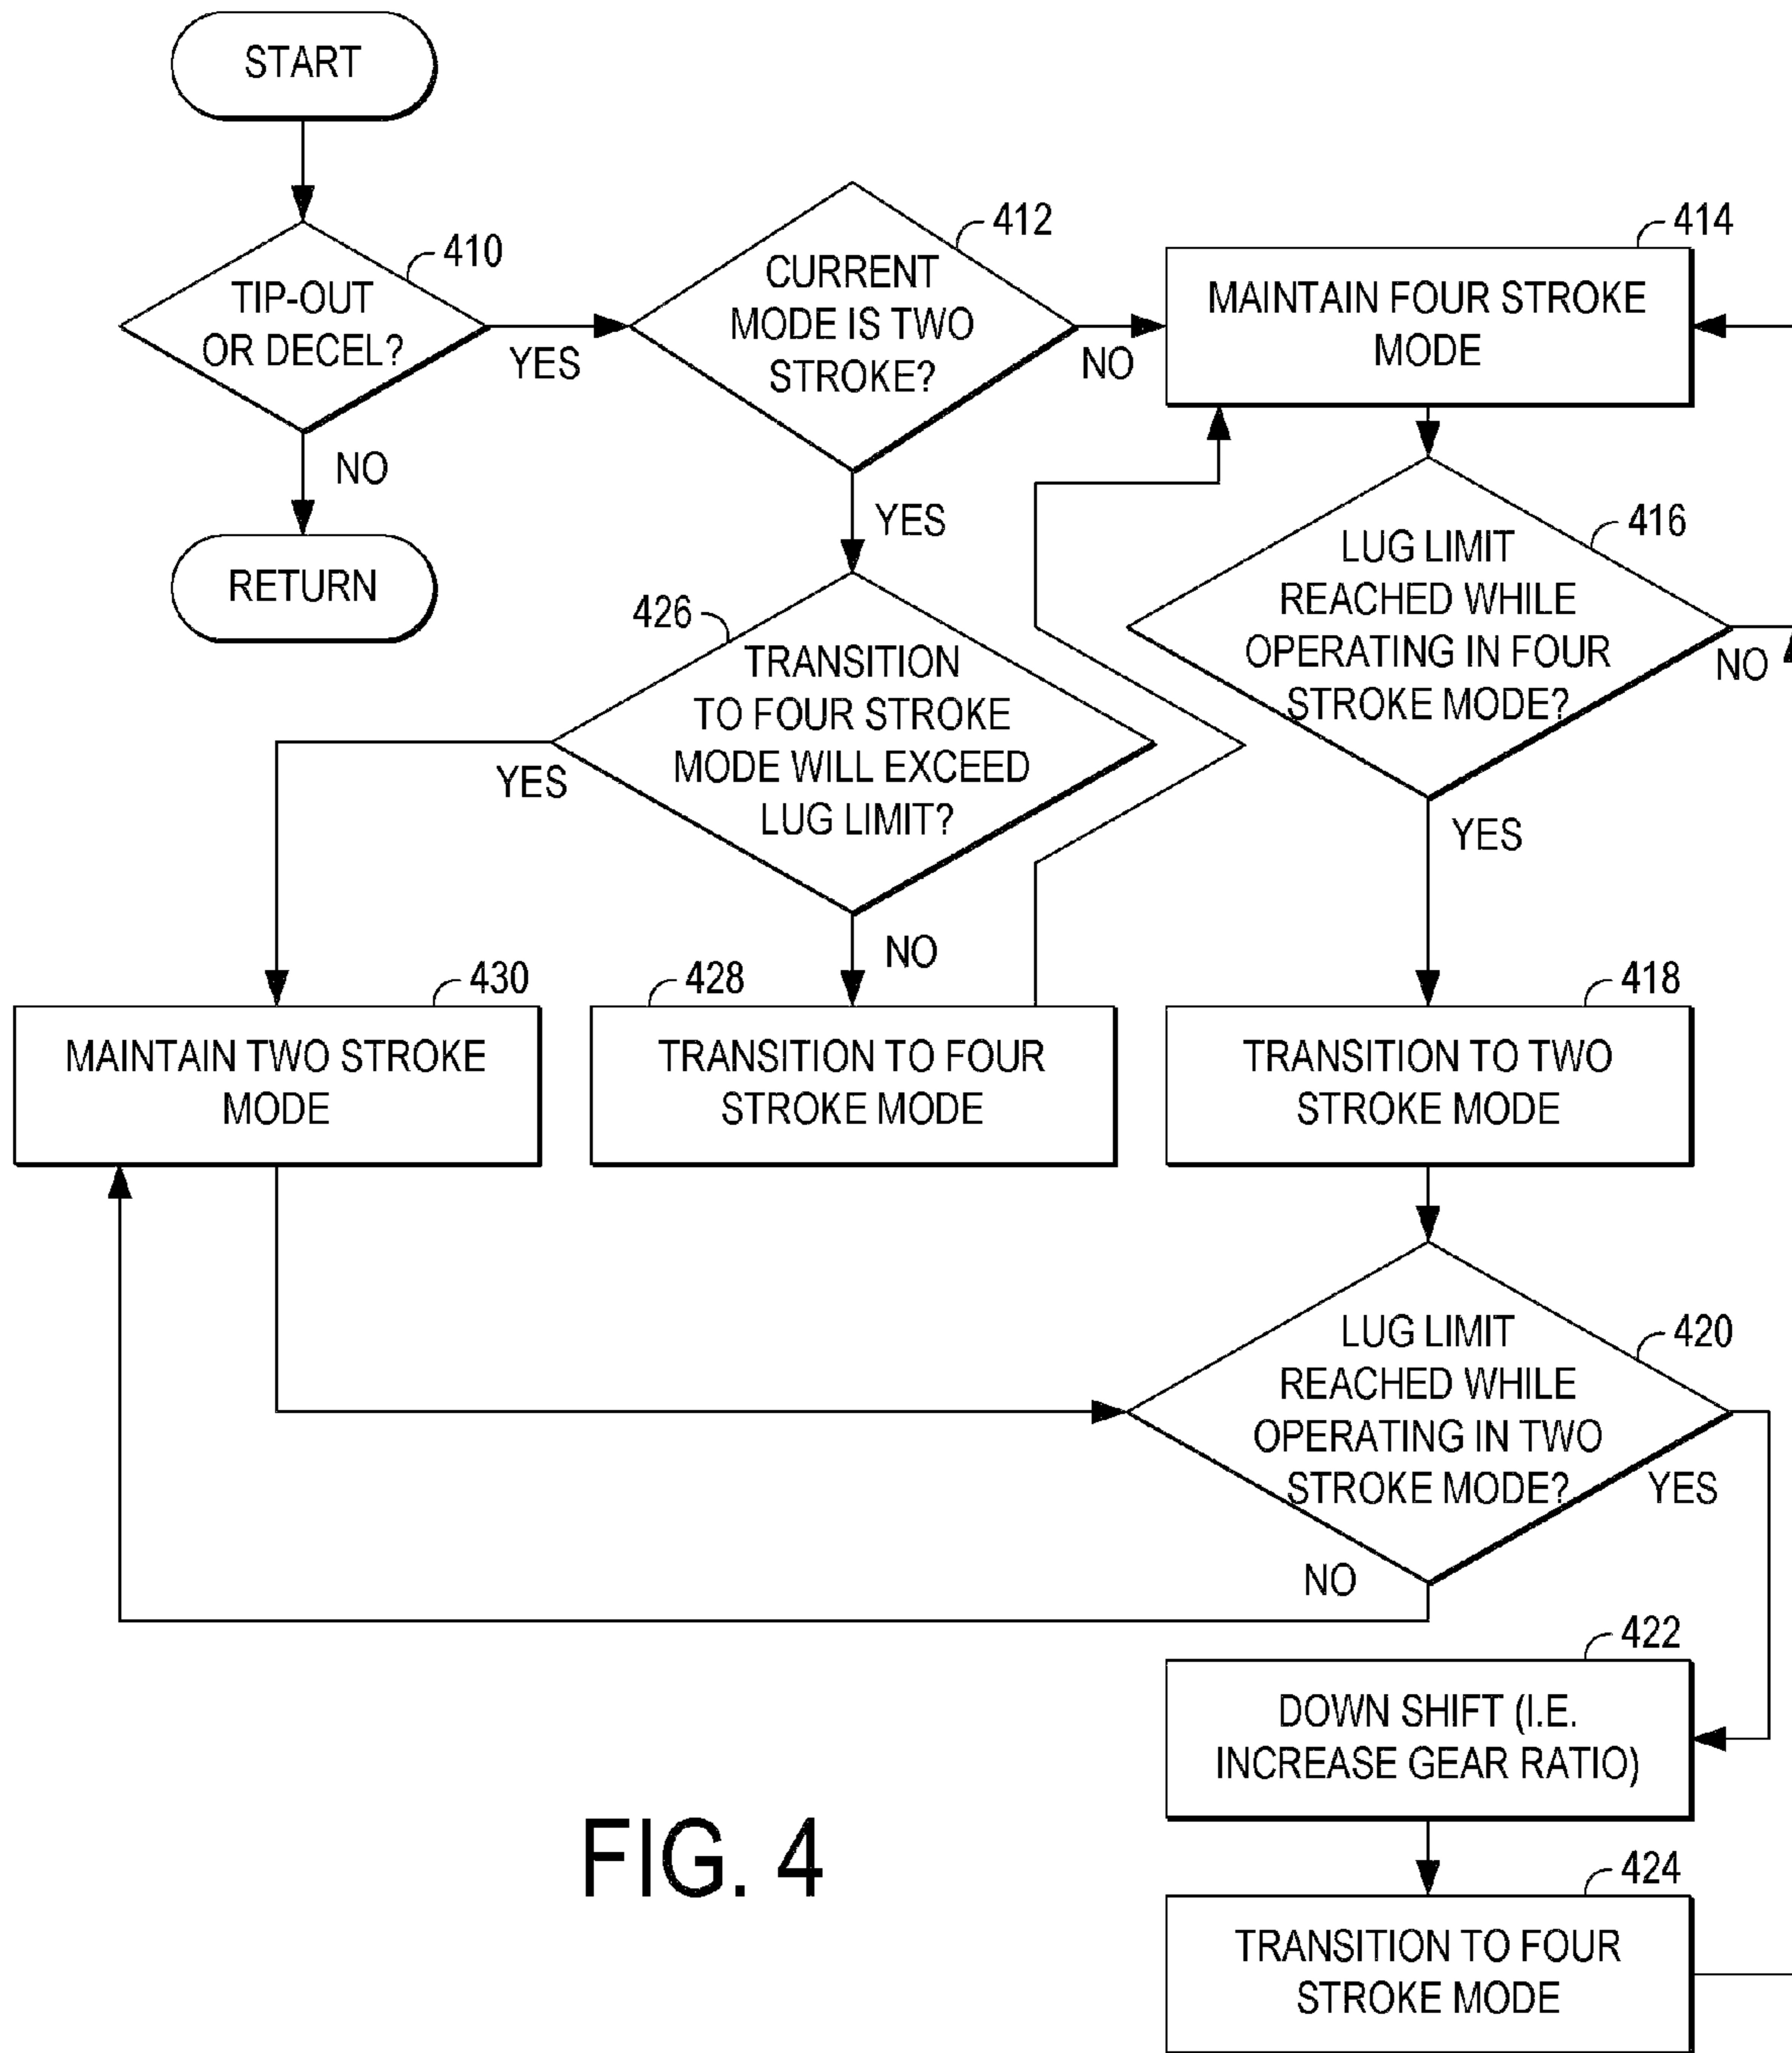 START
410
TIP-OUT
OR DECEL?
YES
NO
RETURN
412
CURRENT
MODE IS TWO
STROKE?
NO
YES
414
MAINTAIN FOUR STROKE
MODE
416
LUG LIMIT
REACHED WHILE
OPERATING IN FOUR
STROKE MODE?
NO
YES
426
TRANSITION
TO FOUR STROKE
MODE WILL EXCEED
LUG LIMIT?
YES
NO
430
MAINTAIN TWO STROKE
MODE
428
TRANSITION TO FOUR
STROKE MODE
418
TRANSITION TO TWO
STROKE MODE
420
LUG LIMIT
REACHED WHILE
OPERATING IN TWO
STROKE MODE?
YES
NO
422
DOWN SHIFT (I.E.
INCREASE GEAR RATIO)
424
TRANSITION TO FOUR
STROKE MODE
FIG. 4